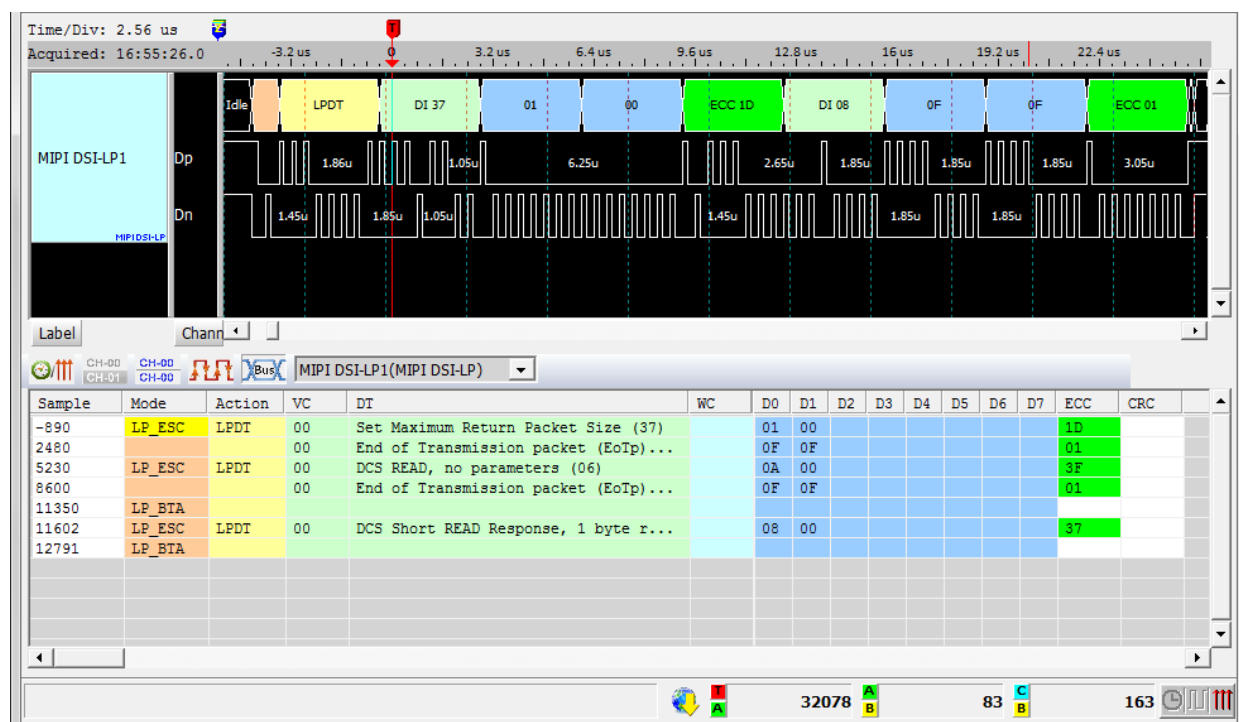 Time/Div: 2.56 us
T
Acquired: 16:55:26.0 -3.2 us 0 3.2 us 6.4 us 9.6 us 12.8 us 16 us 19.2 us 22.4 us
Idle LPDT DI 37 01 00 ECC 1D DI 08 0F 0F ECC 01
MIPI DSI-LP1 Dp 1.86u 1.05u 6.25u 2.65u 1.85u 1.85u 1.85u 3.05u
Dn 1.45u 1.85u 1.05u 1.45u 1.85u 1.85u
MIPIDSI-LP
Label Chann
CH-00 CH-01 CH-00 CH-00 Bus MIPI DSI-LP1(MIPI DSI-LP)
Sample Mode Action VC DT WC D0 D1 D2 D3 D4 D5 D6 D7 ECC CRC
-890 LP_ESC LPDT 00 Set Maximum Return Packet Size (37) 01 00 1D
2480 00 End of Transmission packet (EoTp)... 0F 0F 01
5230 LP_ESC LPDT 00 DCS READ, no parameters (06) 0A 00 3F
8600 00 End of Transmission packet (EoTp)... 0F 0F 01
11350 LP_BTA
11602 LP_ESC LPDT 00 DCS Short READ Response, 1 byte r... 08 00 37
12791 LP_BTA
T A 32078 A B 83 C B 163